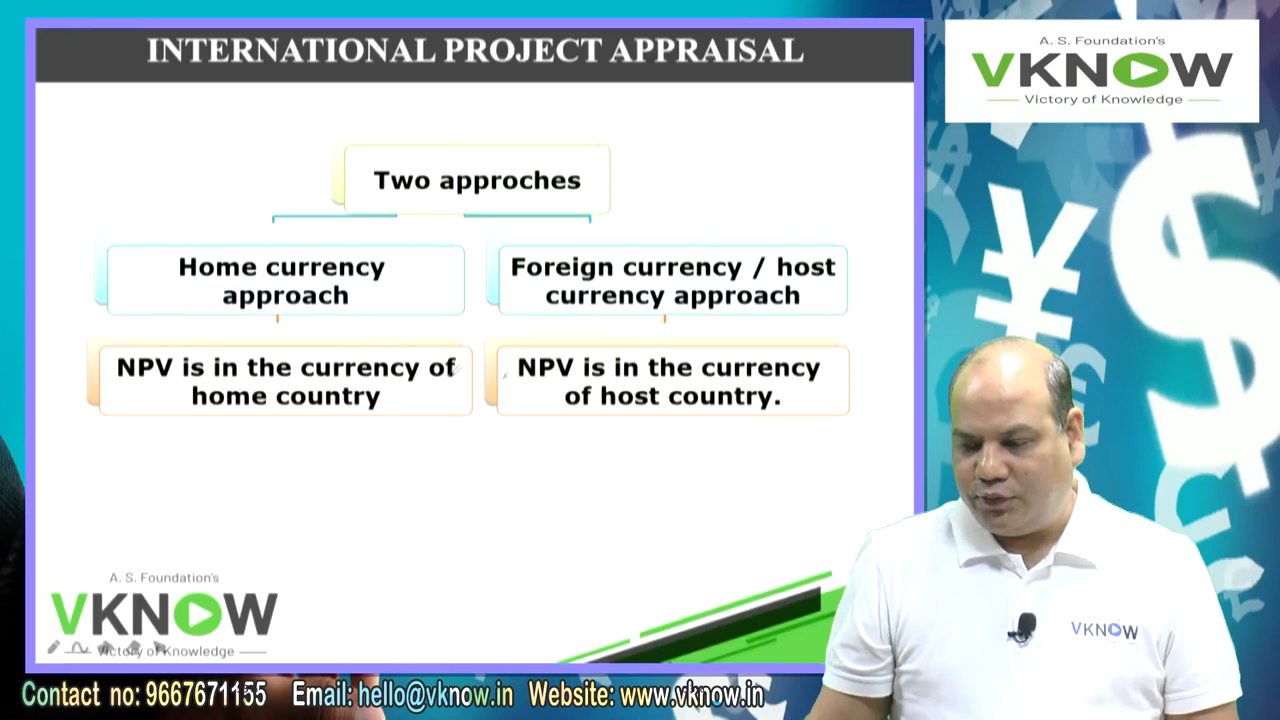 INTERNATIONAL PROJECT APPRAISAL
A. S. Foundation's
VKNOW
Victory of Knowledge
Two approches
Home currency
approach
Foreign currency / host
currency approach
NPV is in the currency of
home country
NPV is in the currency
of host country.
A. S. Foundation's
VKNOW
Victory of Knowledge
VKNOW
Contact no: 9667671155 Email: hello@vknow.in Website: www.vknow.in